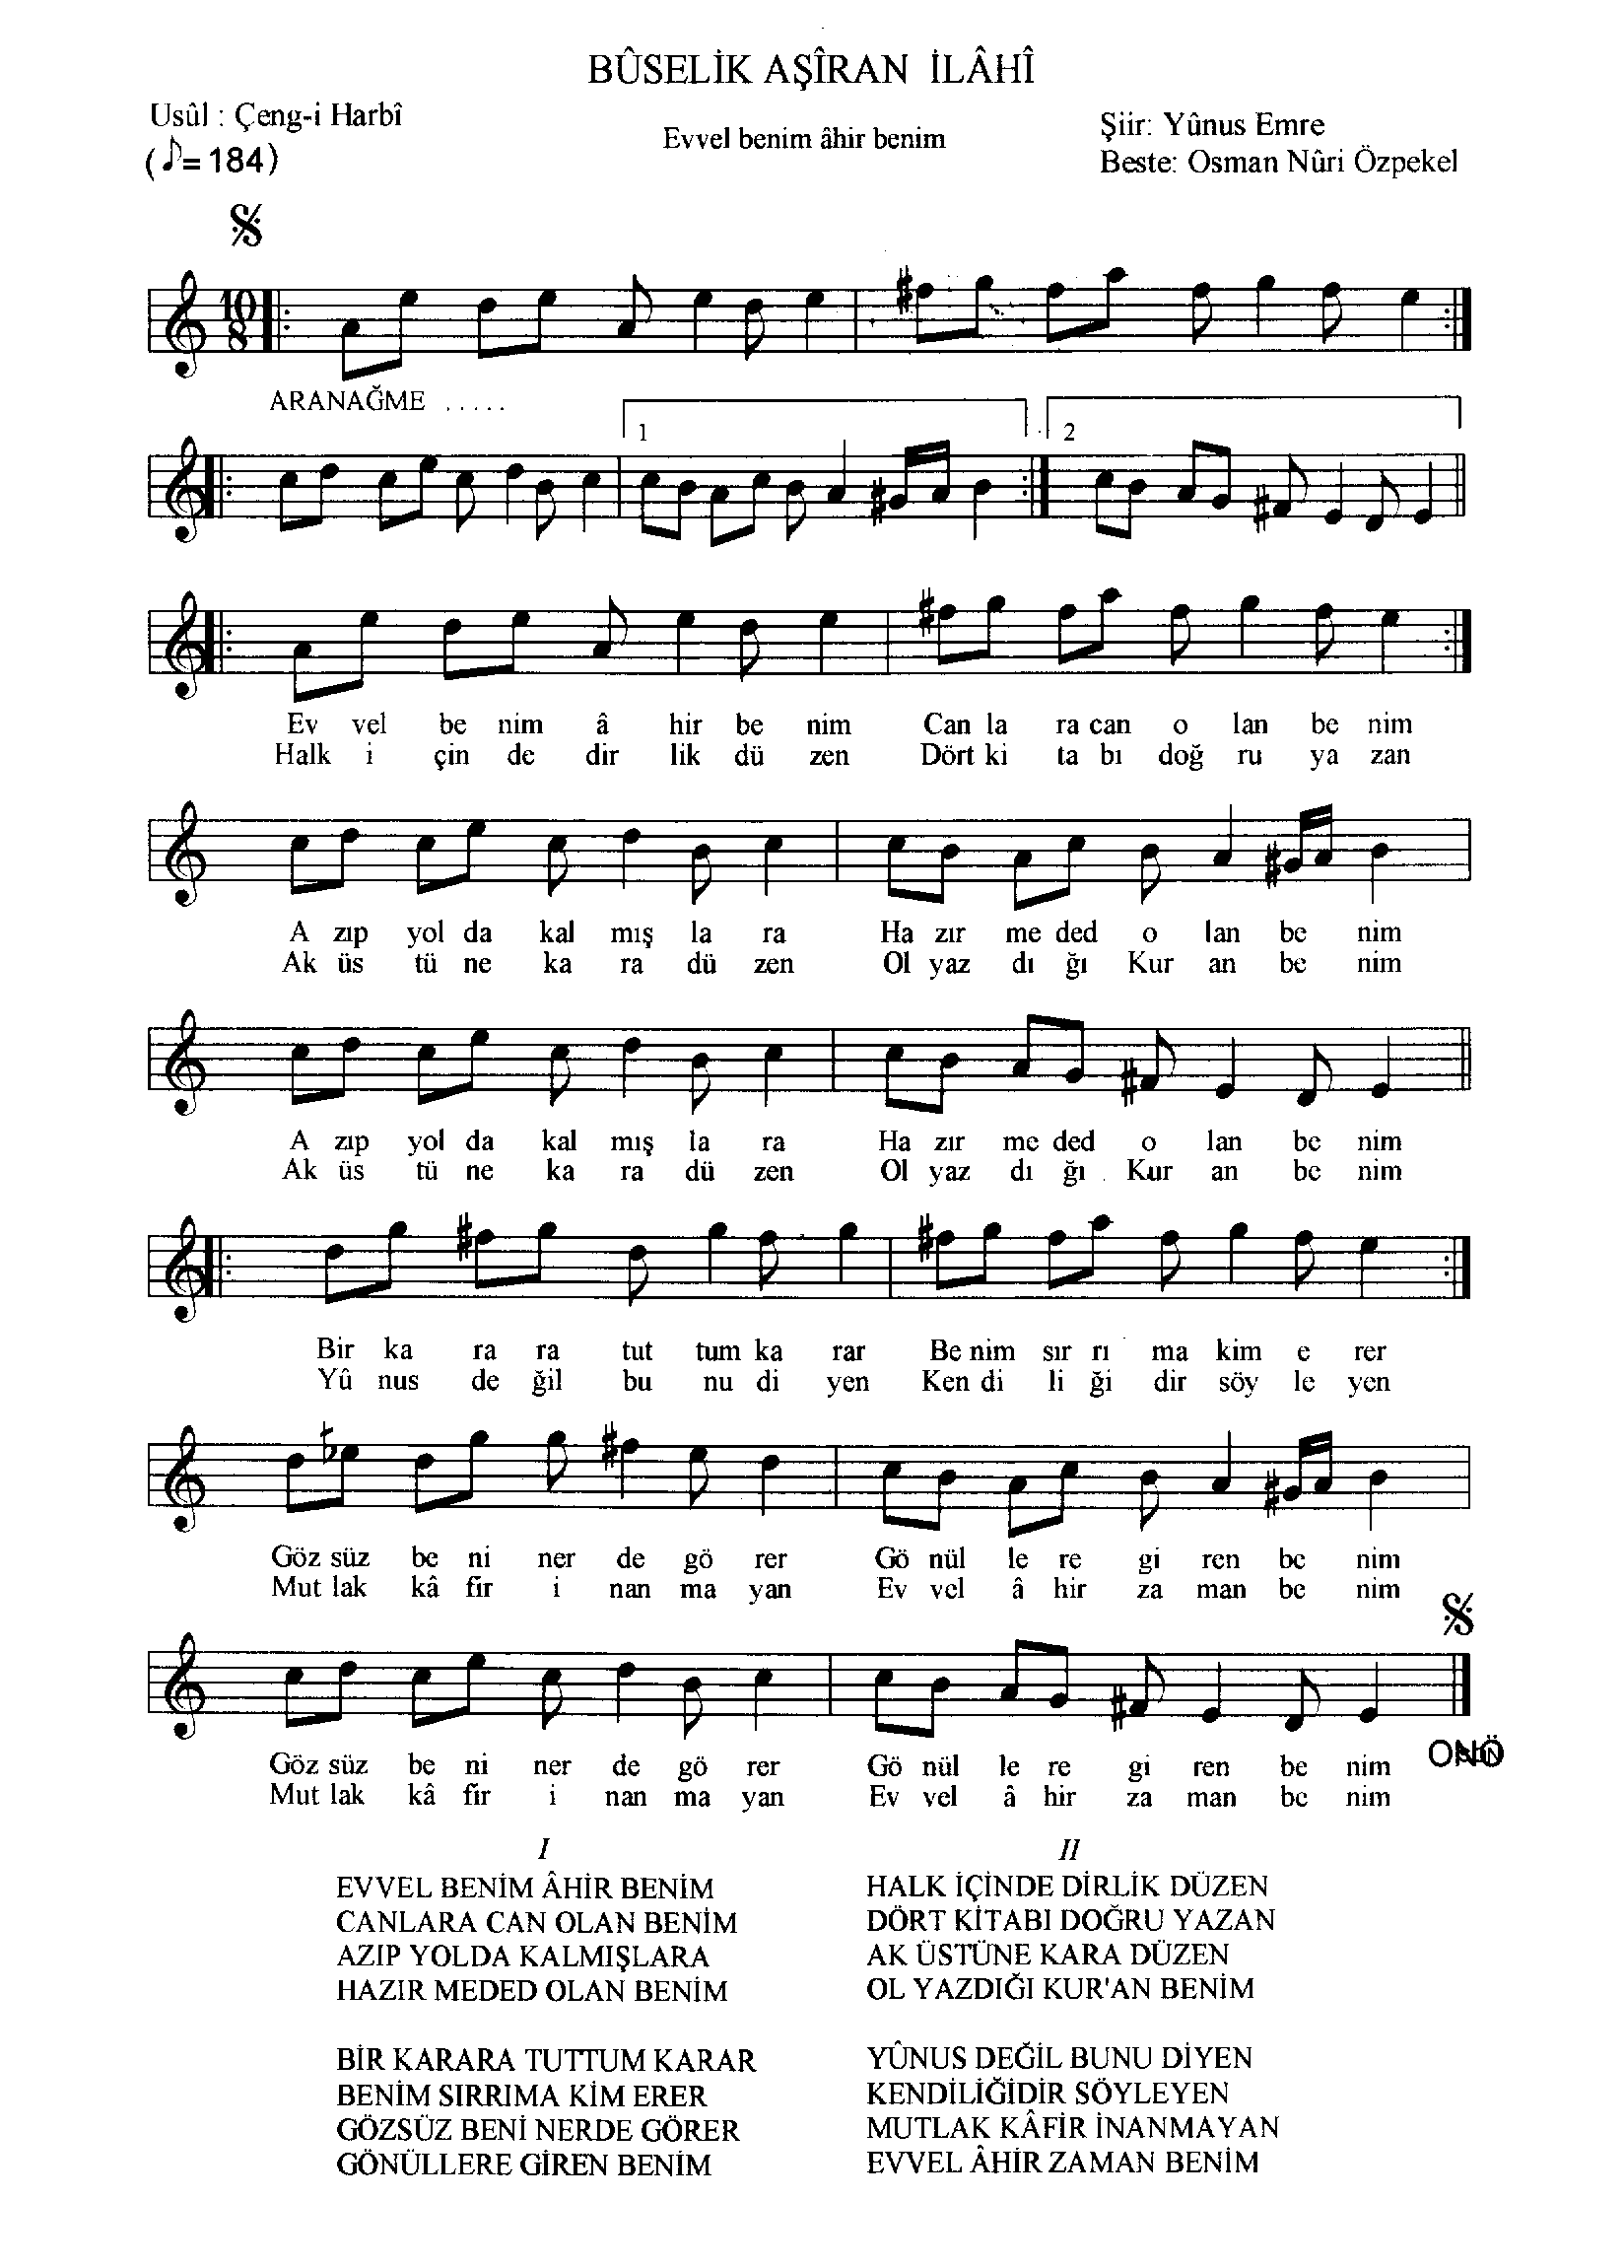 BÛSELİK AŞÎRAN İLÂHÎ
Usûl : Çeng-i Harbî
(♪= 184)
Evvel benim âhir benim
Şiir: Yûnus Emre
Beste: Osman Nûri Özpekel
10
8
ARANAĞME .....
1
2
Ev vel be nim â hir be nim Can la ra can o lan be nim
Halk i çin de dir lik dü zen Dört ki ta bı doğ ru ya zan
A zıp yol da kal mış la ra Ha zır me ded o lan be nim
Ak üs tü ne ka ra dü zen Ol yaz dı ğı Kur an be nim
A zıp yol da kal mış la ra Ha zır me ded o lan be nim
Ak üs tü ne ka ra dü zen Ol yaz dı ğı Kur an be nim
Bir ka ra ra tut tum ka rar Be nim sır rı ma kim e rer
Yû nus de ğil bu nu di yen Ken di li ği dir söy le yen
Göz süz be ni ner de gö rer Gö nül le re gi ren be nim
Mut lak kâ fir i nan ma yan Ev vel â hir za man be nim
Göz süz be ni ner de gö rer Gö nül le re gi ren be nim
Mut lak kâ fir i nan ma yan Ev vel â hir za man be nim
ONÖ
I
EVVEL BENİM ÂHİR BENİM
CANLARA CAN OLAN BENİM
AZIP YOLDA KALMIŞLARA
HAZIR MEDED OLAN BENİM
BİR KARARA TUTTUM KARAR
BENİM SIRRIMA KİM ERER
GÖZSÜZ BENİ NERDE GÖRER
GÖNÜLLERE GİREN BENİM
II
HALK İÇİNDE DİRLİK DÜZEN
DÖRT KİTABI DOĞRU YAZAN
AK ÜSTÜNE KARA DÜZEN
OL YAZDIĞI KUR'AN BENİM
YÛNUS DEĞİL BUNU DİYEN
KENDİLİĞİDİR SÖYLEYEN
MUTLAK KÂFİR İNANMAYAN
EVVEL ÂHİR ZAMAN BENİM